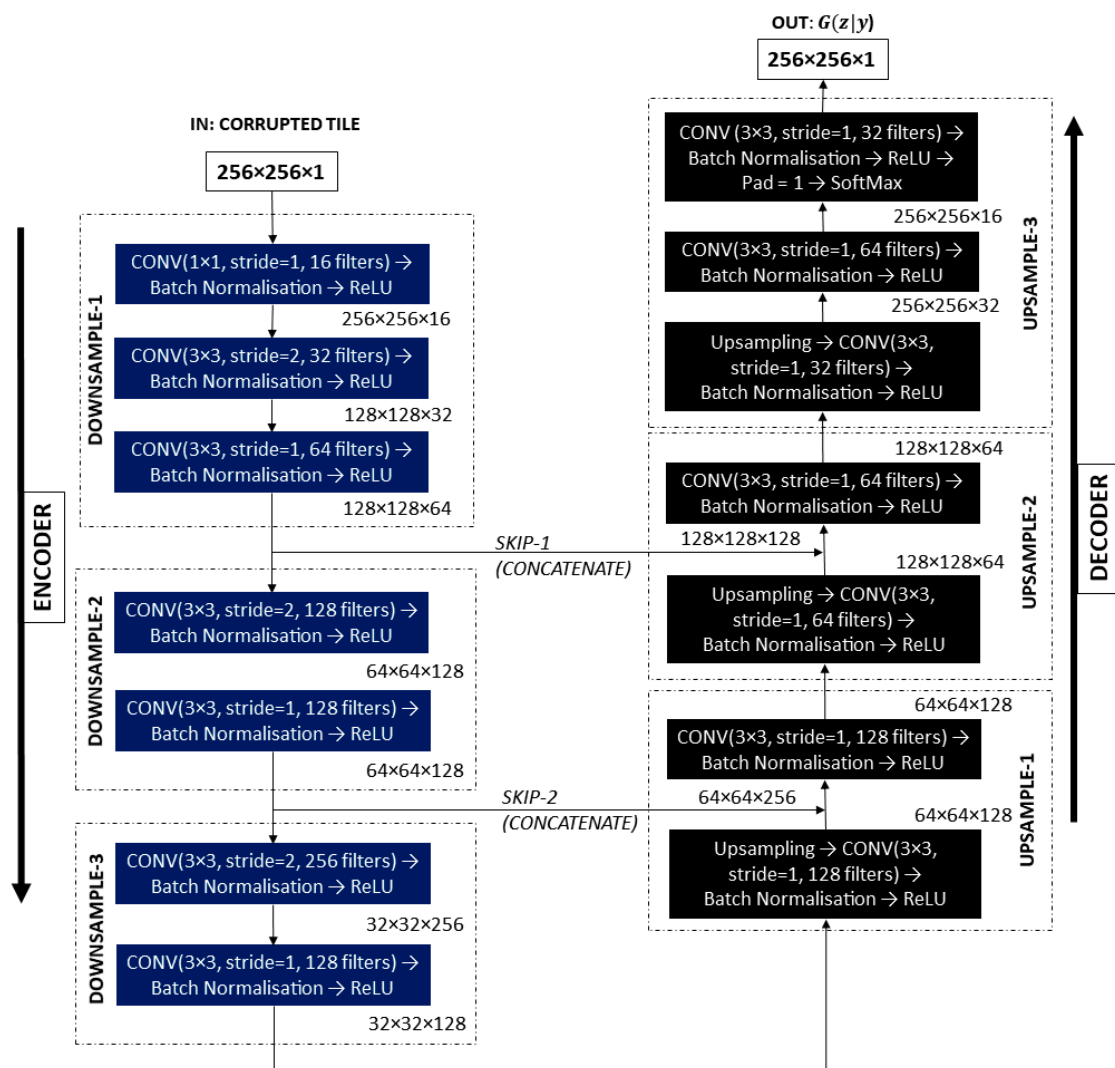 IN: CORRUPTED TILE
256×256×1
ENCODER
DOWNSAMPLE-1
CONV(1×1, stride=1, 16 filters) →
Batch Normalisation → ReLU
256×256×16
CONV(3×3, stride=2, 32 filters) →
Batch Normalisation → ReLU
128×128×32
CONV(3×3, stride=1, 64 filters) →
Batch Normalisation → ReLU
128×128×64
SKIP-1
(CONCATENATE)
128×128×128
DOWNSAMPLE-2
CONV(3×3, stride=2, 128 filters) →
Batch Normalisation → ReLU
64×64×128
CONV(3×3, stride=1, 128 filters) →
Batch Normalisation → ReLU
64×64×128
SKIP-2
(CONCATENATE)
64×64×256
DOWNSAMPLE-3
CONV(3×3, stride=2, 256 filters) →
Batch Normalisation → ReLU
32×32×256
CONV(3×3, stride=1, 128 filters) →
Batch Normalisation → ReLU
32×32×128
OUT: G(z|y)
256×256×1
DECODER
UPSAMPLE-3
CONV (3×3, stride=1, 32 filters) →
Batch Normalisation → ReLU →
Pad = 1 → SoftMax
256×256×16
CONV(3×3, stride=1, 64 filters) →
Batch Normalisation → ReLU
256×256×32
Upsampling → CONV(3×3,
stride=1, 32 filters) →
Batch Normalisation → ReLU
UPSAMPLE-2
128×128×64
CONV(3×3, stride=1, 64 filters) →
Batch Normalisation → ReLU
128×128×64
Upsampling → CONV(3×3,
stride=1, 64 filters) →
Batch Normalisation → ReLU
UPSAMPLE-1
64×64×128
CONV(3×3, stride=1, 128 filters) →
Batch Normalisation → ReLU
64×64×128
Upsampling → CONV(3×3,
stride=1, 128 filters) →
Batch Normalisation → ReLU